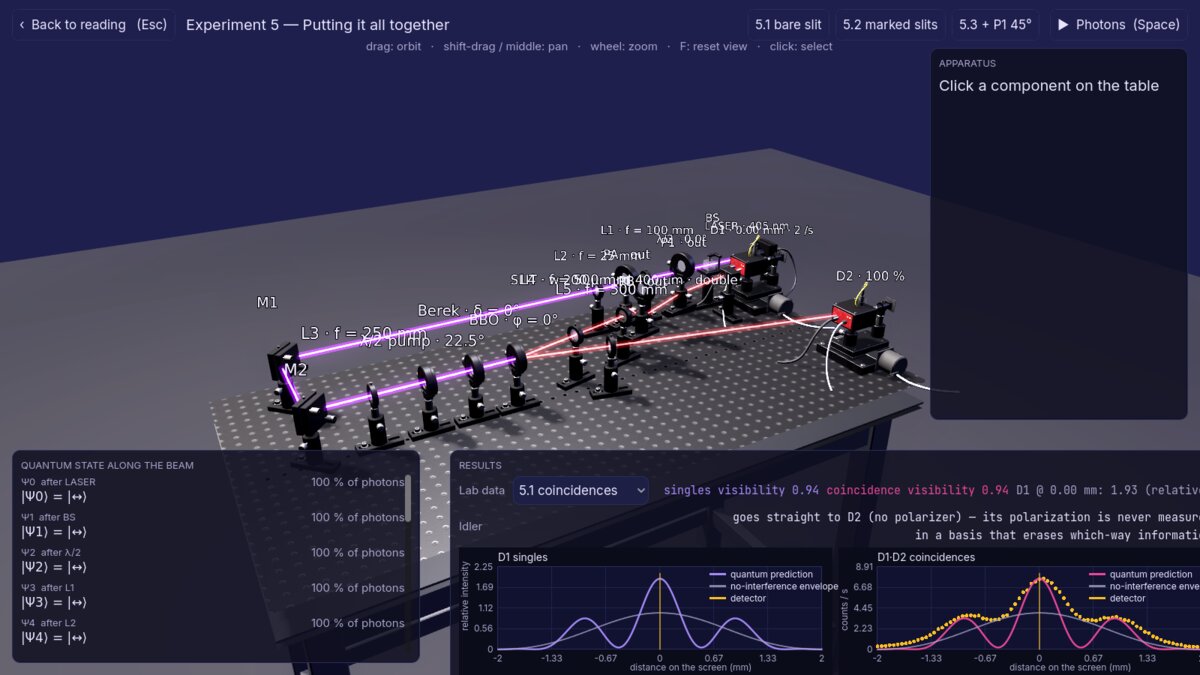 ‹ Back to reading (Esc)
Experiment 5 — Putting it all together
5.1 bare slit
5.2 marked slits
5.3 + P1 45°
▶ Photons (Space)
drag: orbit · shift-drag / middle: pan · wheel: zoom · F: reset view · click: select
APPARATUS
Click a component on the table
BS
L1 · f = 100 mm
D1 · 0.00 mm · 2 /s
D2 · 100 %
M1
Berek · δ = 0°
BBO · φ = 0°
L3 · f = 250 mm
λ/2 pump · 22.5°
M2
QUANTUM STATE ALONG THE BEAM
Ψ0 after LASER
100 % of photons
|Ψ0⟩ = |↔⟩
Ψ1 after BS
100 % of photons
|Ψ1⟩ = |↔⟩
Ψ2 after λ/2
100 % of photons
|Ψ2⟩ = |↔⟩
Ψ3 after L1
100 % of photons
|Ψ3⟩ = |↔⟩
Ψ4 after L2
100 % of photons
|Ψ4⟩ = |↔⟩
RESULTS
Lab data
5.1 coincidences
singles visibility 0.94 coincidence visibility 0.94 D1 @ 0.00 mm: 1.93 (relative
Idler
goes straight to D2 (no polarizer) — its polarization is never measur
in a basis that erases which-way informati
D1 singles
relative intensity
2.25
1.69
1.12
0.56
0
quantum prediction
no-interference envelope
detector
-2 -1.33 -0.67 0 0.67 1.33 2
distance on the screen (mm)
D1·D2 coincidences
counts / s
8.91
6.68
4.45
2.23
0
quantum prediction
no-interference envelo
detector
-2 -1.33 -0.67 0 0.67 1.33
distance on the screen (mm)